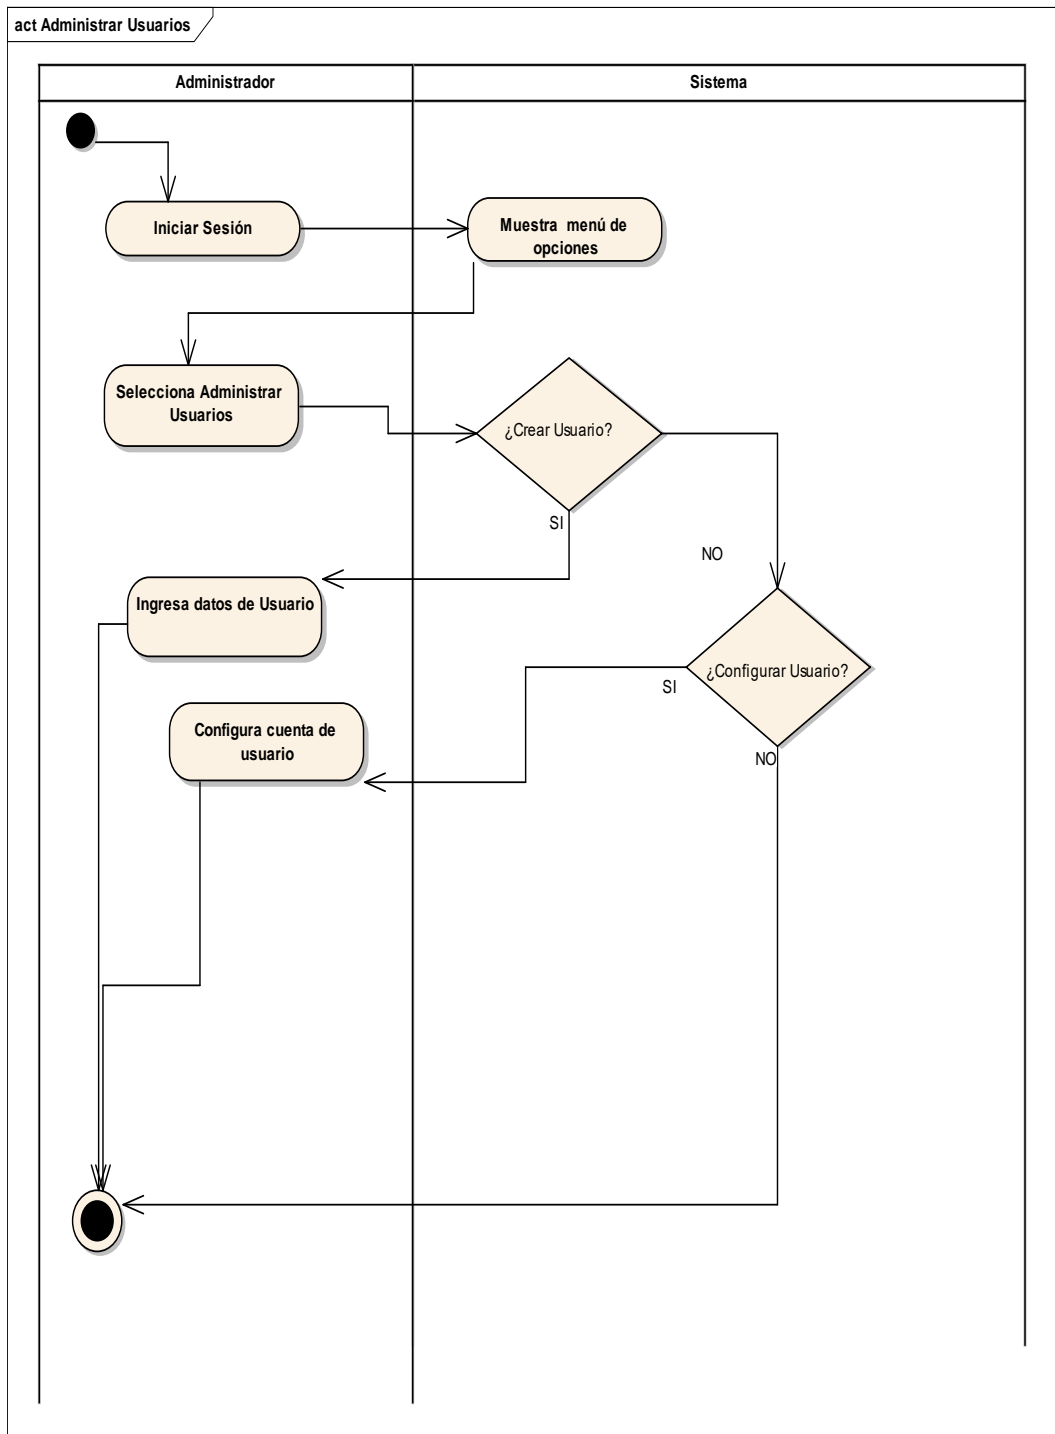 act Administrar Usuarios
Administrador
Sistema
Iniciar Sesión
Muestra menú de
opciones
Selecciona Administrar
Usuarios
¿Crear Usuario?
SI
NO
Ingresa datos de Usuario
¿Configurar Usuario?
SI
Configura cuenta de
usuario
NO